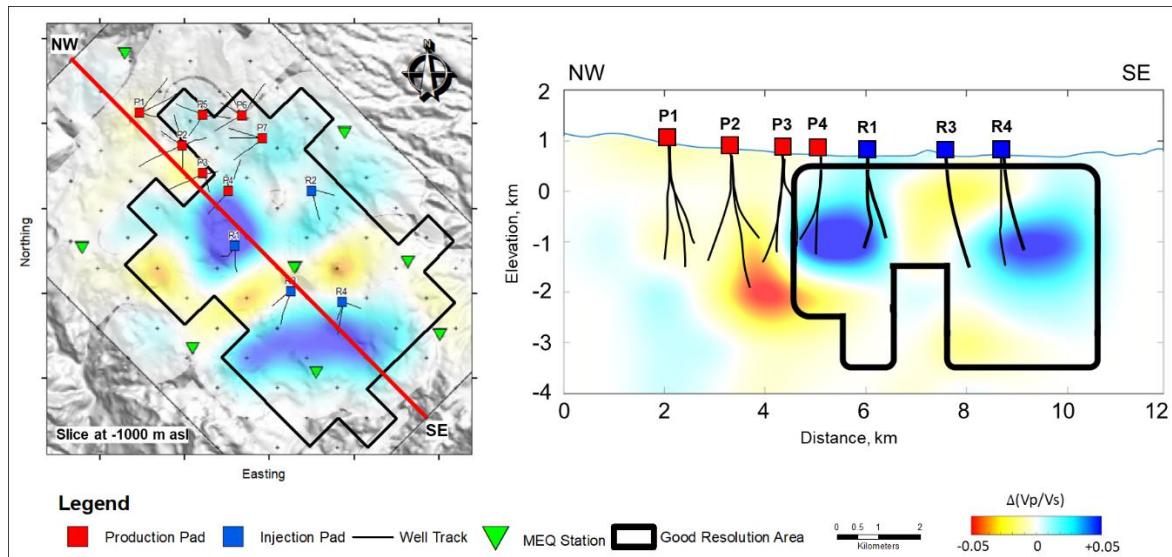 NW
N
P1
P5
P6
P2
P7
P3
P4
R2
R1
R3
R4
SE
Slice at -1000 m asl
Northing
Easting
NW
SE
P1
P2
P3
P4
R1
R3
R4
2
1
0
-1
-2
-3
-4
Elevation, km
0
2
4
6
8
10
12
Distance, km
Legend
Production Pad
Injection Pad
Well Track
MEQ Station
Good Resolution Area
0 0.5 1 2
Kilometers
Δ(Vp/Vs)
-0.05 0 +0.05